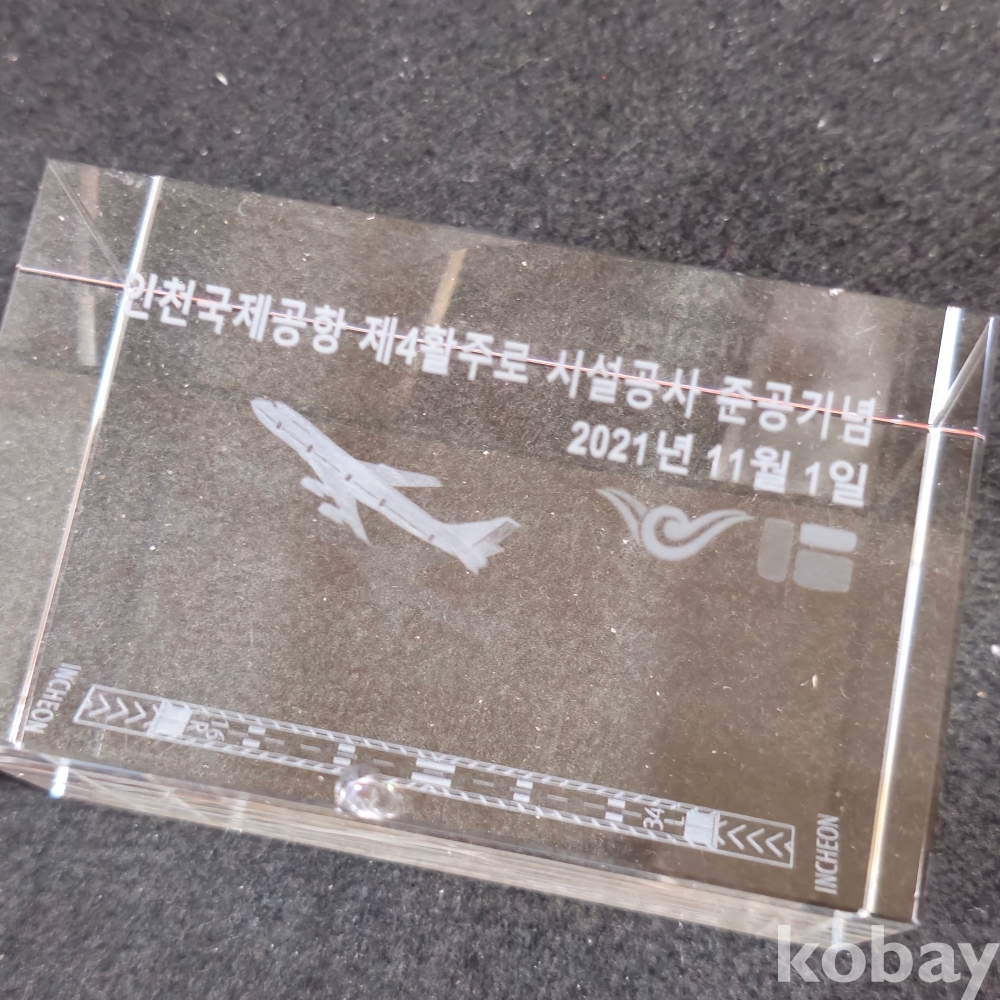 인천국제공항 제4활주로 시설공사 준공기념
2021년 11월 1일
INCHEON
16R
34L
INCHEON
kobay